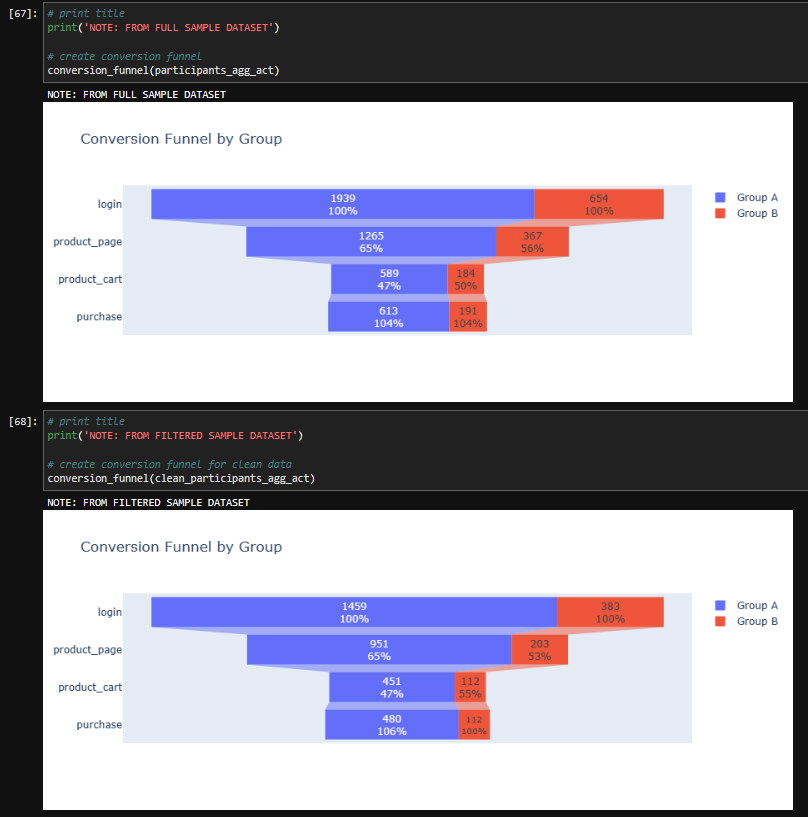 [67]: # print title
print('NOTE: FROM FULL SAMPLE DATASET')
# create conversion funnel
conversion_funnel(participants_agg_act)
NOTE: FROM FULL SAMPLE DATASET
Conversion Funnel by Group
login 1939 654
100% 100%
Group A
Group B
product_page 1265 367
65% 56%
product_cart 589 184
47% 50%
purchase 613 191
104% 104%
[68]: # print title
print('NOTE: FROM FILTERED SAMPLE DATASET')
# create conversion funnel for clean data
conversion_funnel(clean_participants_agg_act)
NOTE: FROM FILTERED SAMPLE DATASET
Conversion Funnel by Group
login 1459 383
100% 100%
Group A
Group B
product_page 951 203
65% 53%
product_cart 451 112
47% 55%
purchase 480 112
106% 100%